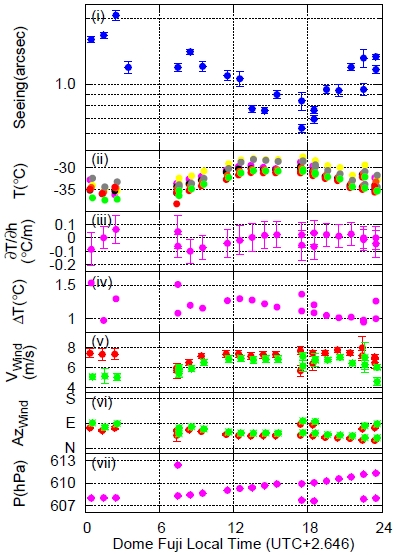 (i)
Seeing(arcsec)
1.0
(ii)
T(°C)
-30
-35
(iii)
∂T/∂h
(°C/m)
0.1
0
-0.1
-0.2
(iv)
ΔT(°C)
1.5
1
(v)
VWind
(m/s)
8
6
4
(vi)
AzWind
S
E
N
(vii)
P(hPa)
613
610
607
0 6 12 18 24
Dome Fuji Local Time (UTC+2.646)